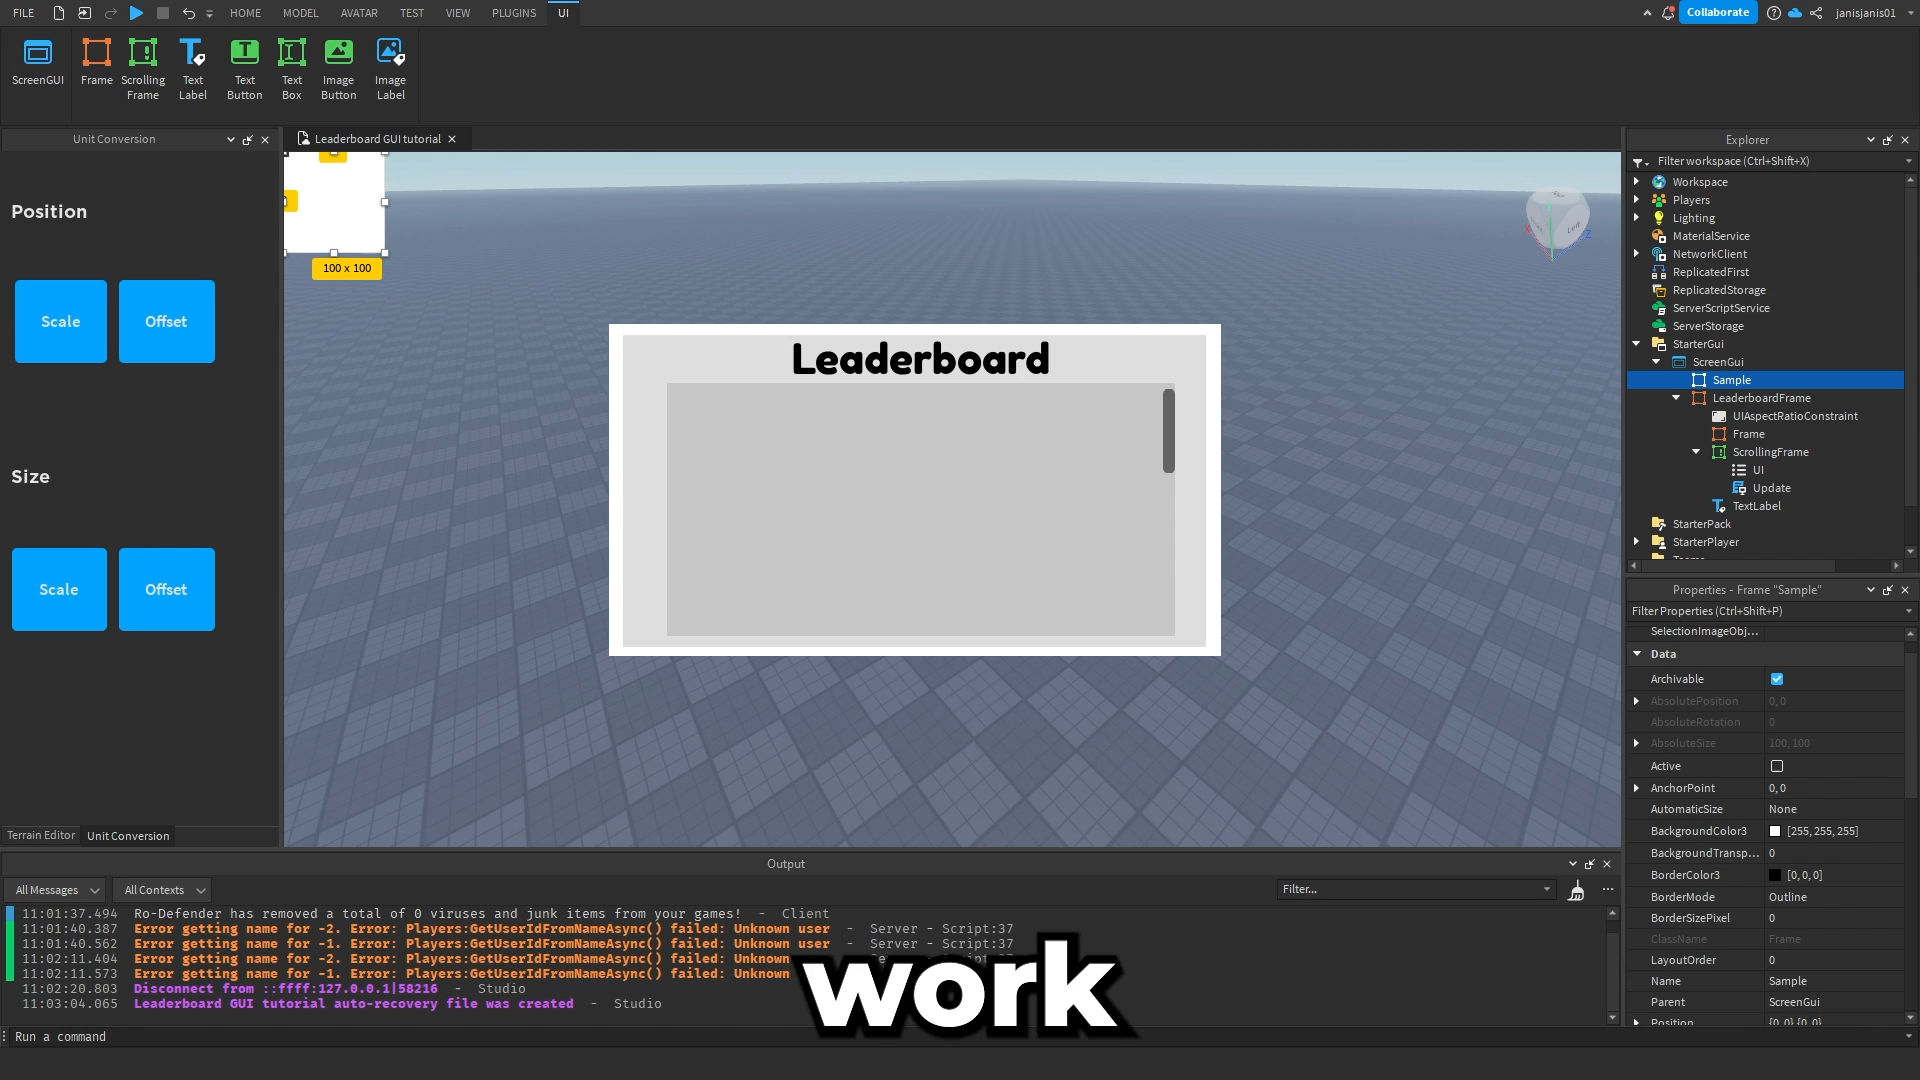 FILE
HOME
MODEL
AVATAR
TEST
VIEW
PLUGINS
UI
Collaborate
janisjanis01
ScreenGUI
Frame
Scrolling
Frame
Text
Label
Text
Button
Text
Box
Image
Button
Image
Label
Unit Conversion
Position
Scale
Offset
Size
Scale
Offset
Terrain Editor
Unit Conversion
Leaderboard GUI tutorial
100 x 100
Leaderboard
Left
Z
Explorer
Filter workspace (Ctrl+Shift+X)
Workspace
Players
Lighting
MaterialService
NetworkClient
ReplicatedFirst
ReplicatedStorage
ServerScriptService
ServerStorage
StarterGui
ScreenGui
Sample
LeaderboardFrame
UIAspectRatioConstraint
Frame
ScrollingFrame
UI
Update
TextLabel
StarterPack
StarterPlayer
Properties - Frame "Sample"
Filter Properties (Ctrl+Shift+P)
SelectionImageObj...
Data
Archivable
AbsolutePosition 0, 0
AbsoluteRotation 0
AbsoluteSize 100, 100
Active
AnchorPoint 0, 0
AutomaticSize None
BackgroundColor3 [255, 255, 255]
BackgroundTransp... 0
BorderColor3 [0, 0, 0]
BorderMode Outline
BorderSizePixel 0
ClassName Frame
LayoutOrder 0
Name Sample
Parent ScreenGui
Position {0, 0},{0, 0}
Output
All Messages
All Contexts
Filter...
11:01:37.494 Ro-Defender has removed a total of 0 viruses and junk items from your games! - Client
11:01:40.387 Error getting name for -2. Error: Players:GetUserIdFromNameAsync() failed: Unknown user - Server - Script:37
11:01:40.562 Error getting name for -1. Error: Players:GetUserIdFromNameAsync() failed: Unknown user - Server - Script:37
11:02:11.404 Error getting name for -2. Error: Players:GetUserIdFromNameAsync() failed: Unknown
11:02:11.573 Error getting name for -1. Error: Players:GetUserIdFromNameAsync() failed: Unknown
11:02:20.803 Disconnect from ::ffff:127.0.0.1|58216 - Studio
11:03:04.065 Leaderboard GUI tutorial auto-recovery file was created - Studio
work
Run a command